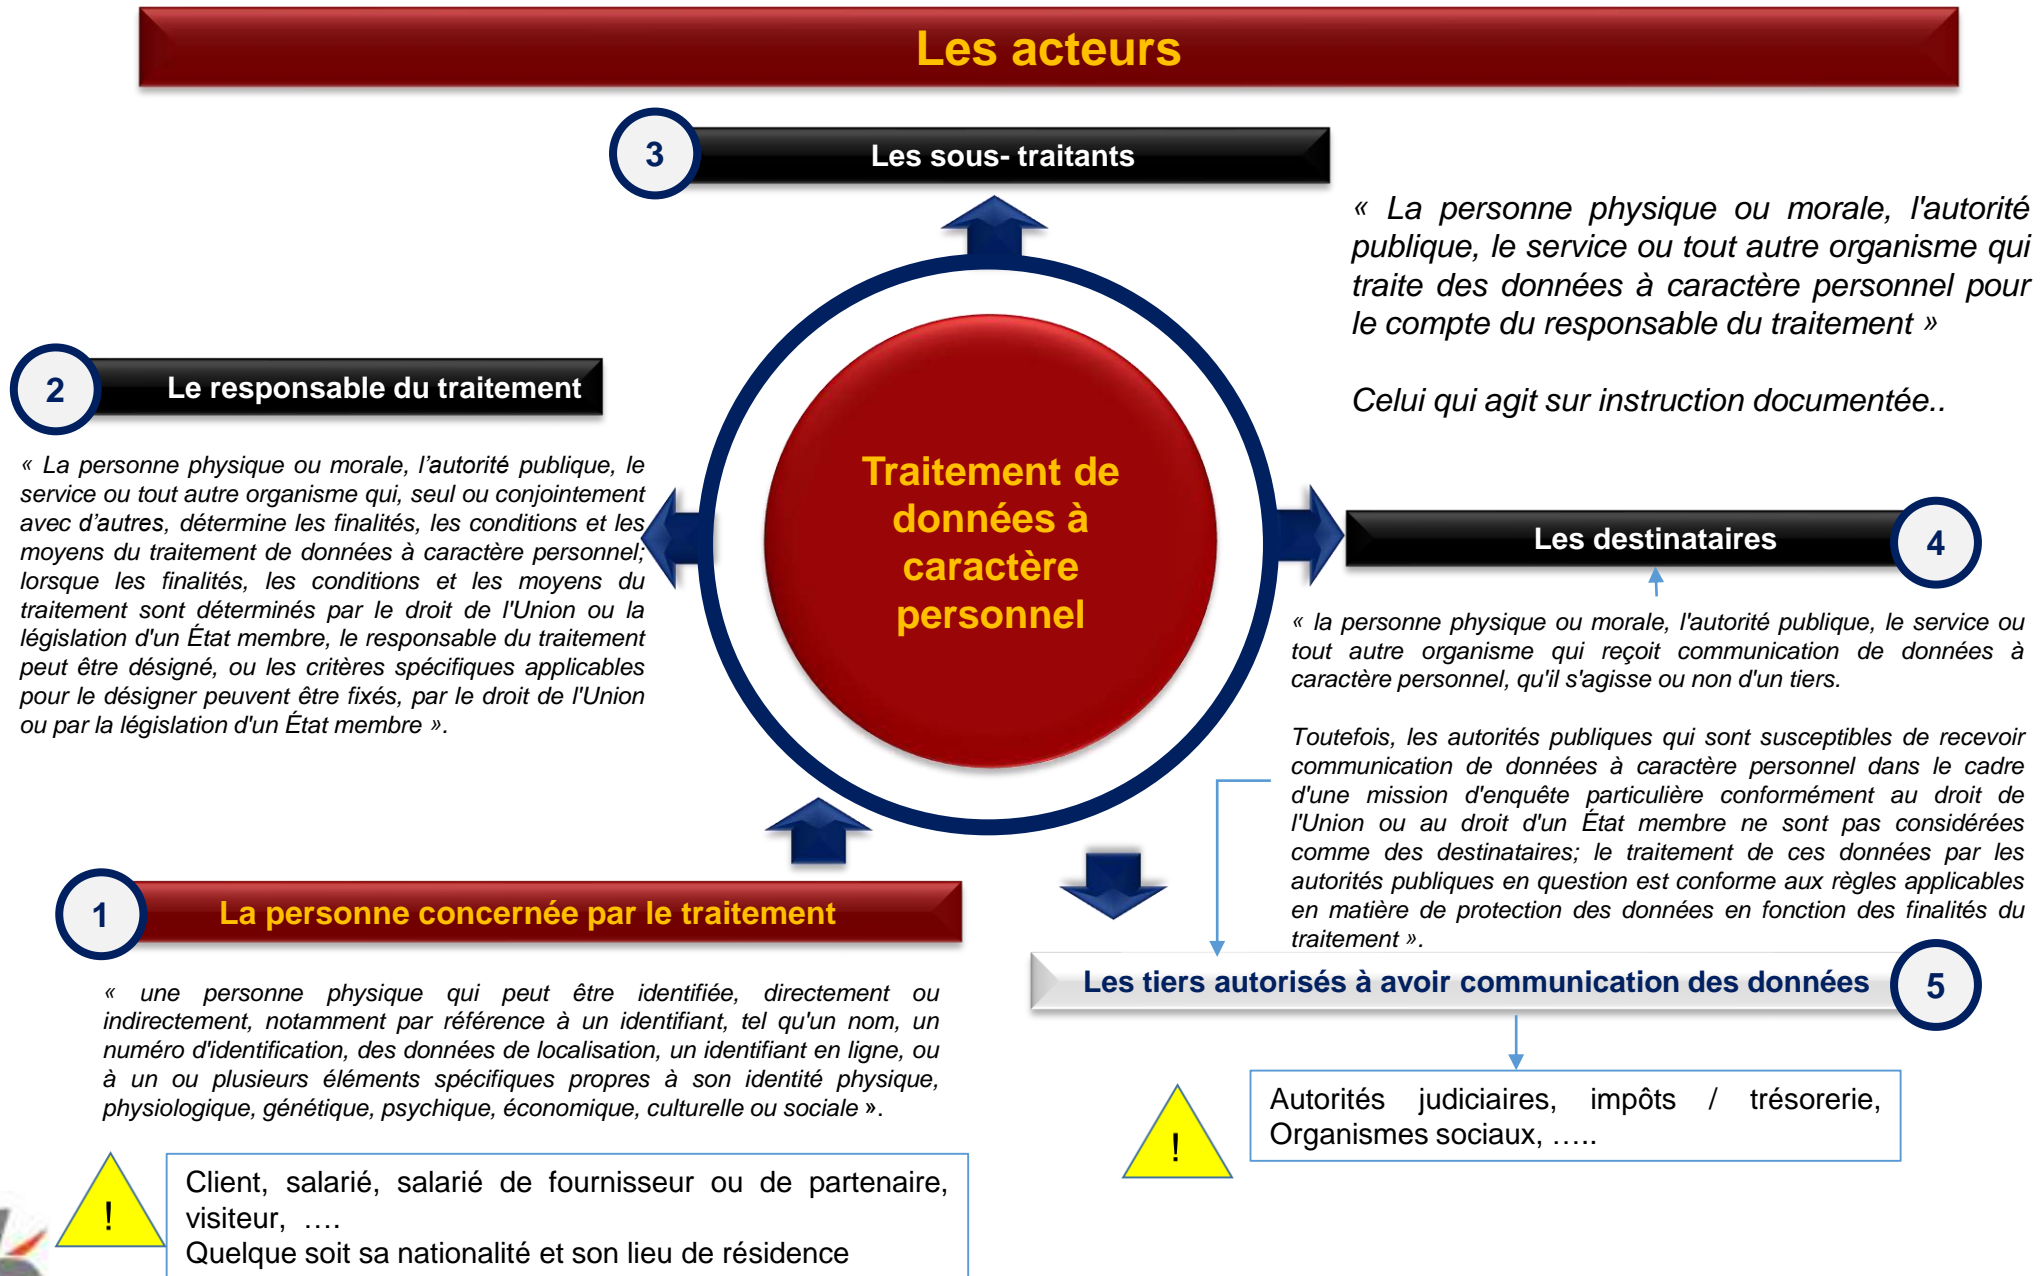 Les acteurs
3
Les sous- traitants
« La personne physique ou morale, l'autorité
publique, le service ou tout autre organisme qui
traite des données à caractère personnel pour
le compte du responsable du traitement »
Celui qui agit sur instruction documentée..
2
Le responsable du traitement
« La personne physique ou morale, l’autorité publique, le
service ou tout autre organisme qui, seul ou conjointement
avec d’autres, détermine les finalités, les conditions et les
moyens du traitement de données à caractère personnel;
lorsque les finalités, les conditions et les moyens du
traitement sont déterminés par le droit de l'Union ou la
législation d'un État membre, le responsable du traitement
peut être désigné, ou les critères spécifiques applicables
pour le désigner peuvent être fixés, par le droit de l'Union
ou par la législation d'un État membre ».
Traitement de
données à
caractère
personnel
Les destinataires
4
« la personne physique ou morale, l'autorité publique, le service ou
tout autre organisme qui reçoit communication de données à
caractère personnel, qu'il s'agisse ou non d'un tiers.
Toutefois, les autorités publiques qui sont susceptibles de recevoir
communication de données à caractère personnel dans le cadre
d'une mission d'enquête particulière conformément au droit de
l'Union ou au droit d'un État membre ne sont pas considérées
comme des destinataires; le traitement de ces données par les
autorités publiques en question est conforme aux règles applicables
en matière de protection des données en fonction des finalités du
traitement ».
1
La personne concernée par le traitement
« une personne physique qui peut être identifiée, directement ou
indirectement, notamment par référence à un identifiant, tel qu'un nom, un
numéro d'identification, des données de localisation, un identifiant en ligne, ou
à un ou plusieurs éléments spécifiques propres à son identité physique,
physiologique, génétique, psychique, économique, culturelle ou sociale ».
!
Client, salarié, salarié de fournisseur ou de partenaire,
visiteur, ….
Quelque soit sa nationalité et son lieu de résidence
Les tiers autorisés à avoir communication des données
5
!
Autorités judiciaires, impôts / trésorerie,
Organismes sociaux, …..